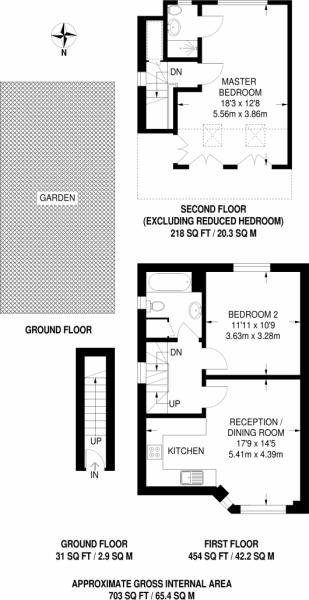 N
DN
MASTER
BEDROOM
18'3 x 12'8
5.56m x 3.86m
GARDEN
SECOND FLOOR
(EXCLUDING REDUCED HEDROOM)
218 SQ FT / 20.3 SQ M
GROUND FLOOR
BEDROOM 2
11'11 x 10'9
3.63m x 3.28m
DN
UP
RECEPTION /
DINING ROOM
17'9 x 14'5
5.41m x 4.39m
KITCHEN
UP
IN
GROUND FLOOR
31 SQ FT / 2.9 SQ M
FIRST FLOOR
454 SQ FT / 42.2 SQ M
APPROXIMATE GROSS INTERNAL AREA
703 SQ FT / 65.4 SQ M